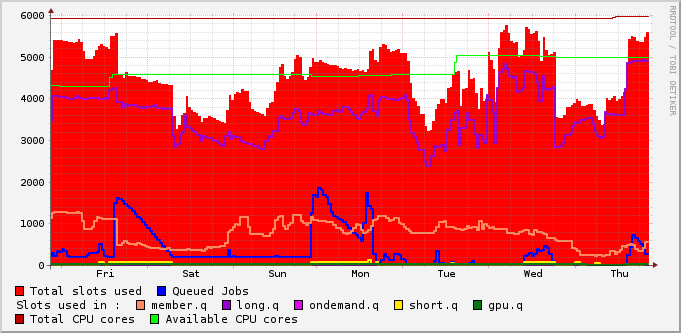 6000
5000
4000
3000
2000
1000
0
Fri Sat Sun Mon Tue Wed Thu
Total slots used Queued Jobs
Slots used in : member.q long.q ondemand.q short.q gpu.q
Total CPU cores Available CPU cores
RRDTOOL / TOBI OETIKER